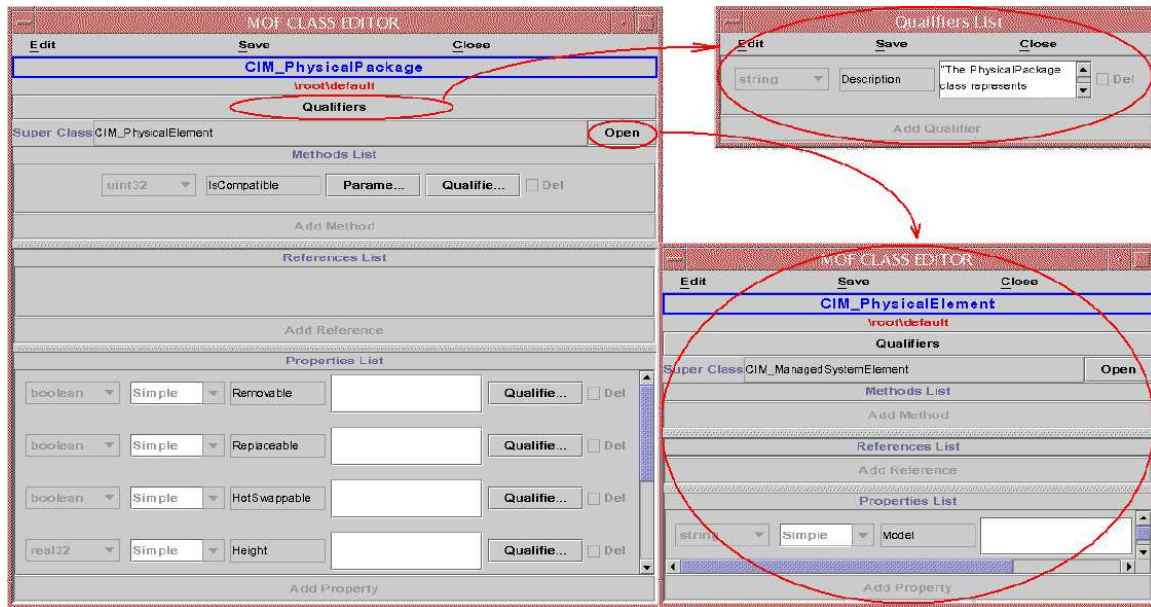 MOF CLASS EDITOR
Edit Save Close
CIM_PhysicalPackage
\root\default
Qualifiers
Super Class CIM_PhysicalElement Open
Methods List
uint32 IsCompatible Parame... Qualifie... Del
Add Method
References List
Add Reference
Properties List
boolean Simple Removable Qualifie... Del
boolean Simple Replaceable Qualifie... Del
boolean Simple HotSwappable Qualifie... Del
real32 Simple Height Qualifie... Del
Add Property
Qualifiers List
Edit Save Close
string Description "The PhysicalPackage Del
class represents
Add Qualifier
MOF CLASS EDITOR
Edit Save Close
CIM_PhysicalElement
\root\default
Qualifiers
Super Class CIM_ManagedSystemElement Open
Methods List
Add Method
References List
Add Reference
Properties List
string Simple Model
Add Property